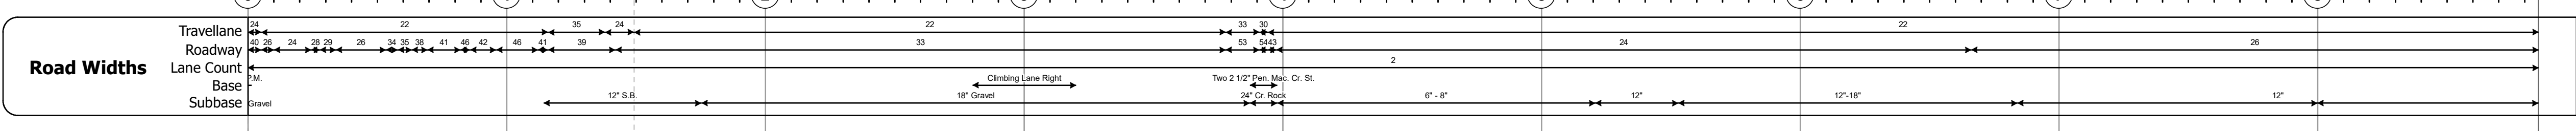 Travellane 24 22 35 24 22 33 30 22
Roadway 40 26 24 28 29 26 34 35 38 41 46 42 46 41 39 33 53 54 43 24 26
Road Widths
Lane Count 2
Base P.M. Climbing Lane Right Two 2 1/2" Pen. Mac. Cr. St.
Subbase Gravel 12" S.B. 18" Gravel 24" Cr. Rock 6" - 8" 12" 12"-18" 12"